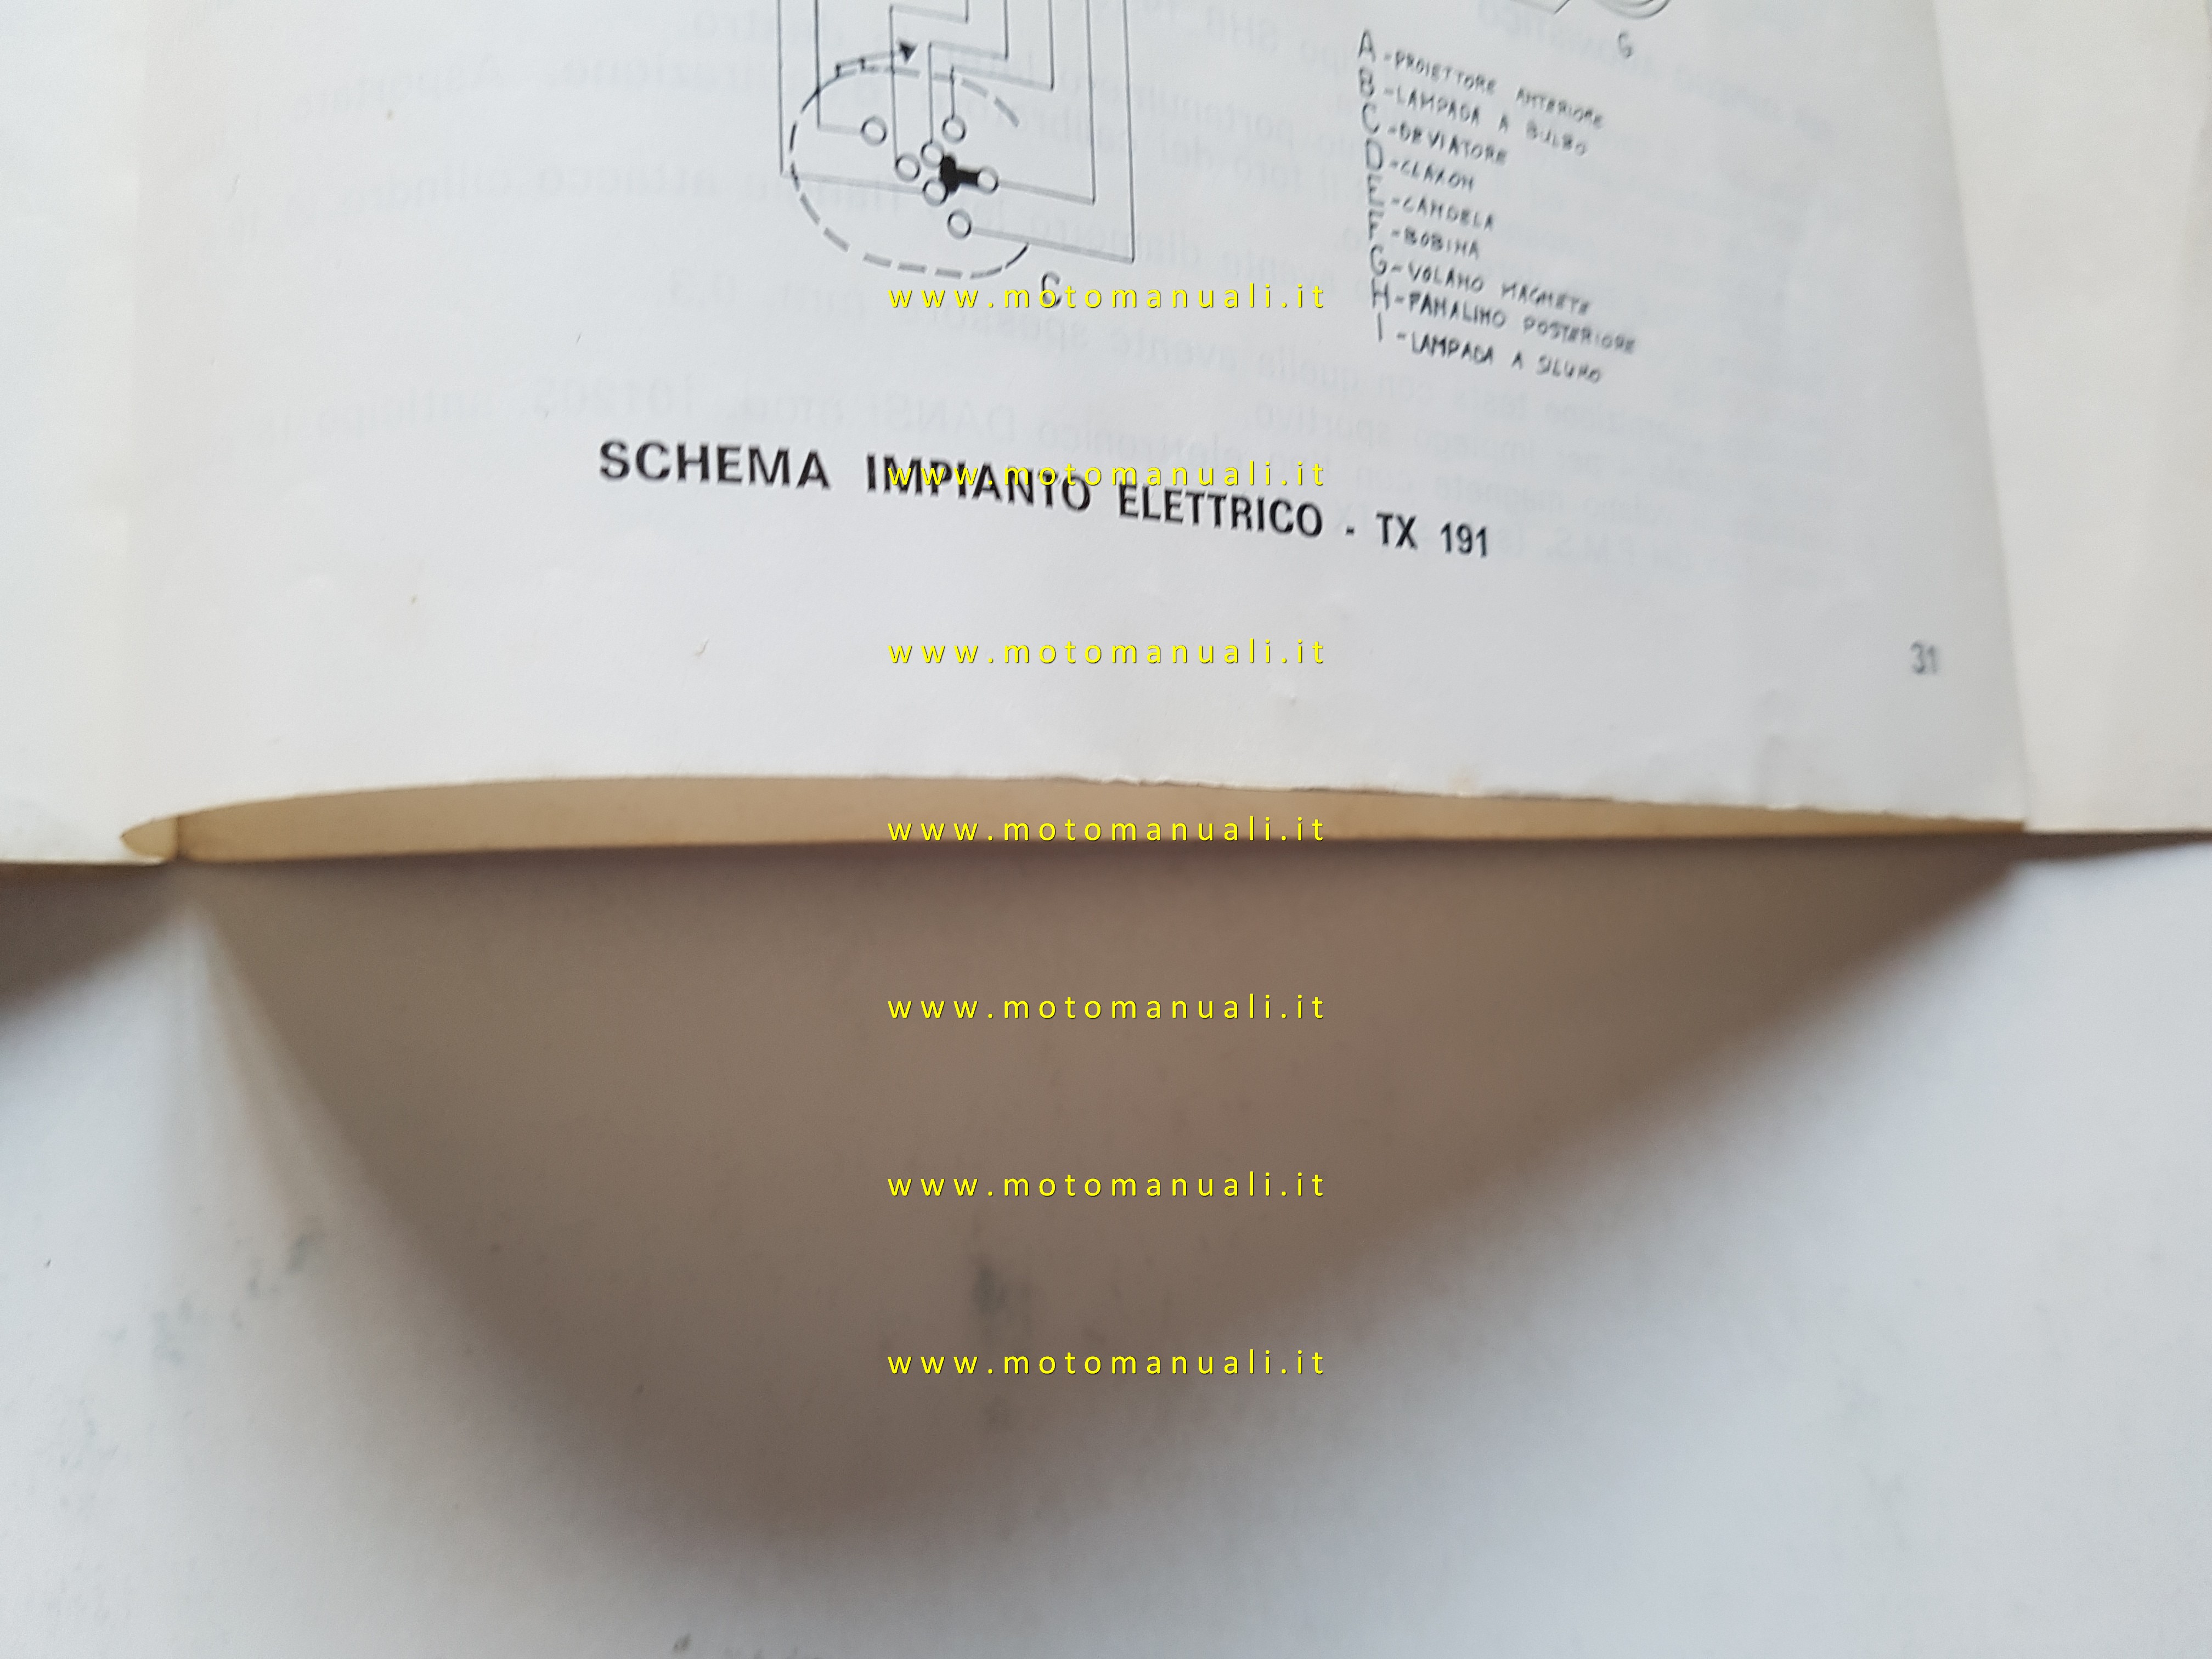 G
A - PROIETTORE ANTERIORE
B - LAMPADA A BULBO
C - DEVIATORE
D - CLAXON
E - CANDELA
F - BOBINA
G - VOLANO MAGNETE
H - FANALINO POSTERIORE
I - LAMPADA A SILURO
C
www.motomanuali.it
SCHEMA IMPIANTO ELETTRICO - TX 191
www.motomanuali.it
www.motomanuali.it
31
www.motomanuali.it
www.motomanuali.it
www.motomanuali.it
www.motomanuali.it